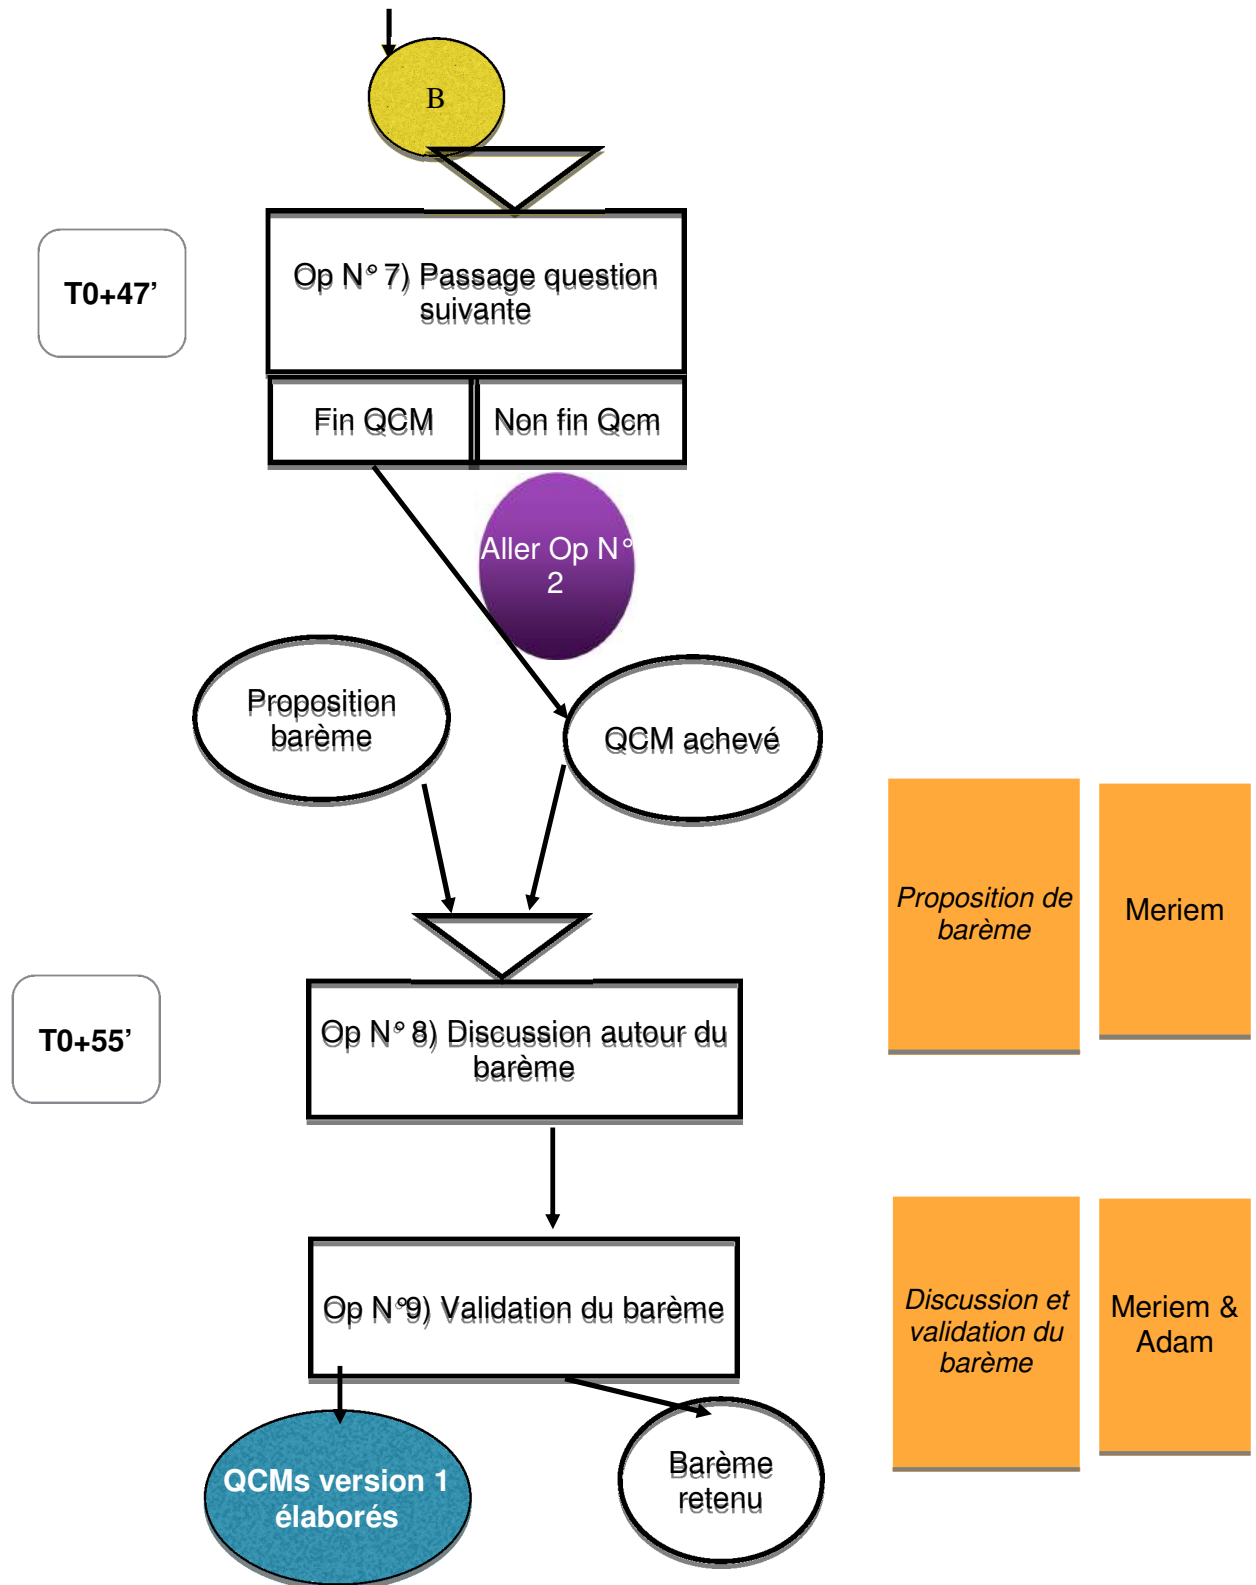 B
T0+47’
Op N° 7) Passage question
suivante
Fin QCM
Non fin Qcm
Aller Op N°
2
Proposition
barème
QCM achevé
Proposition de
barème
Meriem
T0+55’
Op N° 8) Discussion autour du
barème
Op N°9) Validation du barème
Discussion et
validation du
barème
Meriem &
Adam
QCMs version 1
élaborés
Barème
retenu